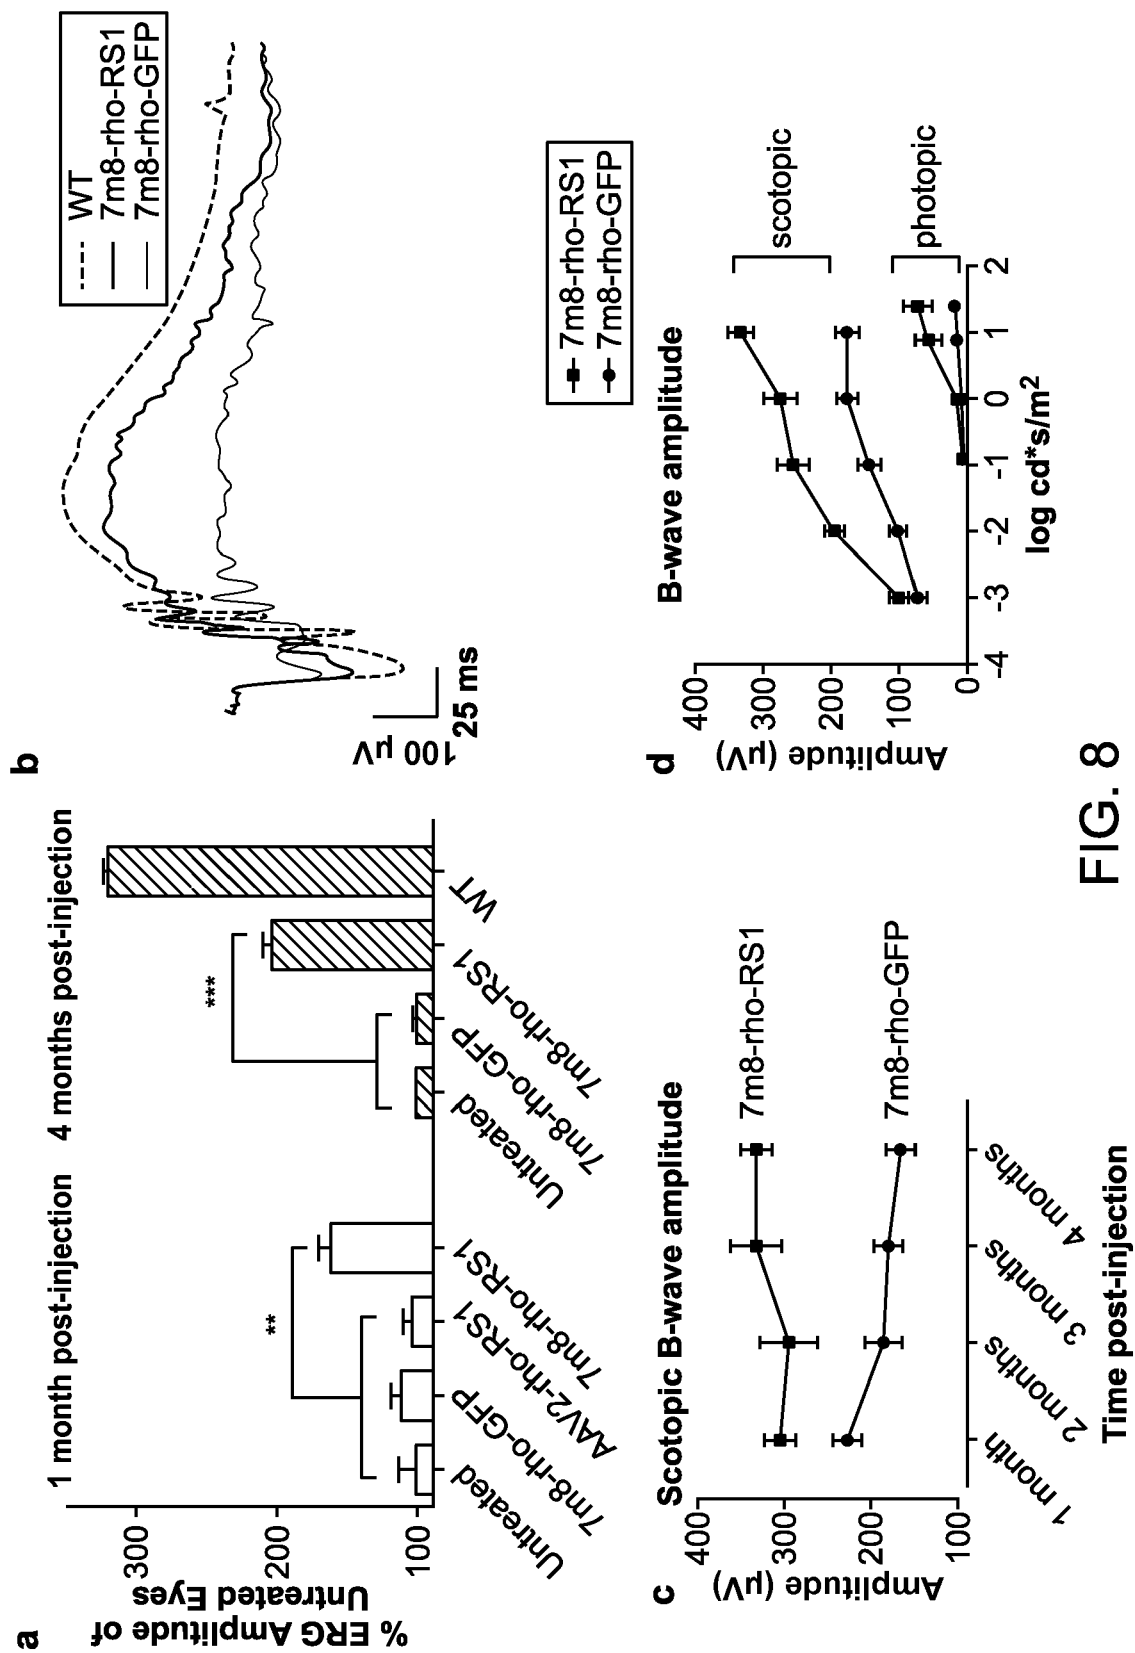 a
1 month post-injection
4 months post-injection
% ERG Amplitude of
Untreated Eyes
300
200
100
**
***
Untreated
7m8-rho-GFP
AAV2-rho-RS1
7m8-rho-RS1
Untreated
7m8-rho-GFP
7m8-rho-RS1
WT
b
WT
7m8-rho-RS1
7m8-rho-GFP
100 µV
25 ms
c
Scotopic B-wave amplitude
Amplitude (µV)
400
300
200
100
7m8-rho-RS1
7m8-rho-GFP
1 month
2 months
3 months
4 months
Time post-injection
d
7m8-rho-RS1
7m8-rho-GFP
B-wave amplitude
Amplitude (µV)
400
300
200
100
0
scotopic
photopic
-4 -3 -2 -1 0 1 2
log cd*s/m²
FIG. 8